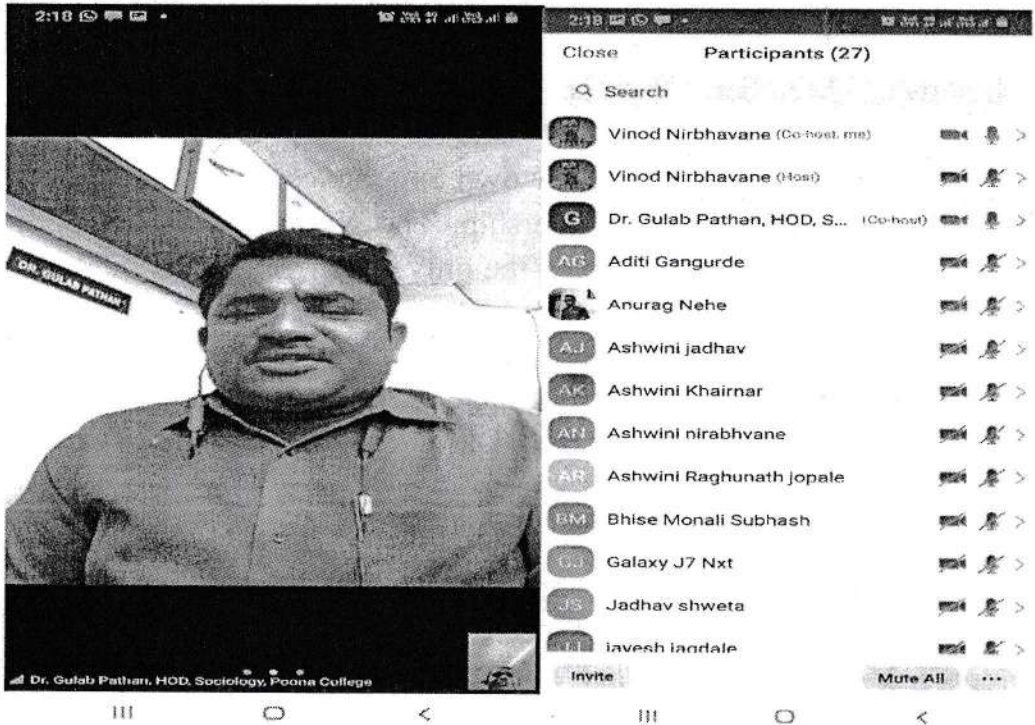 2:18
DR. GULAB PATHAN
Dr. Gulab Pathan, HOD, Sociology, Poona College
2:18
Close Participants (27)
Search
Vinod Nirbhavane (Co-host, me)
Vinod Nirbhavane (Host)
G Dr. Gulab Pathan, HOD, S... (Co-host)
AG Aditi Gangurde
Anurag Nehe
AJ Ashwini jadhav
AK Ashwini Khairnar
AN Ashwini nirabhvane
AR Ashwini Raghunath jopale
BM Bhise Monali Subhash
GJ Galaxy J7 Nxt
JS Jadhav shweta
jayesh jagdale
Invite Mute All ...